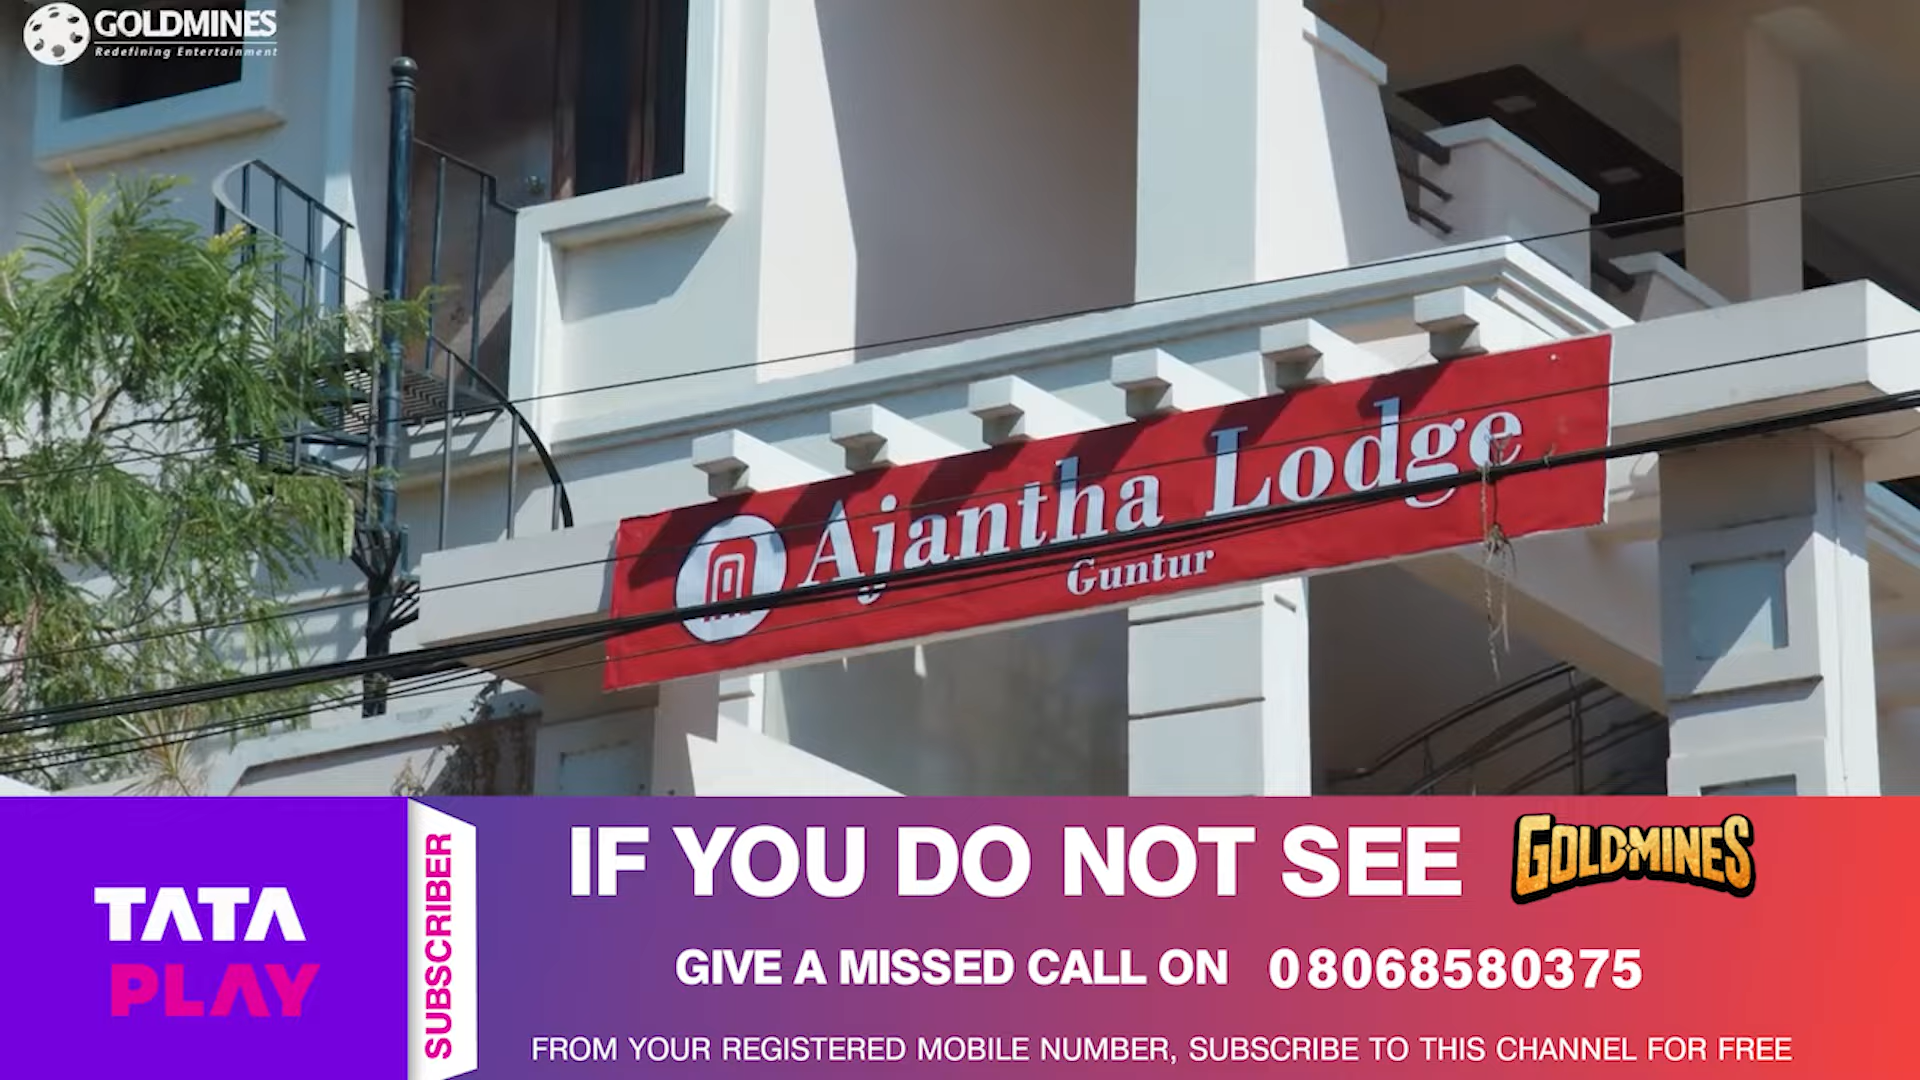 GOLDMINES
Redefining Entertainment
Ajantha Lodge
Guntur
TATA
PLAY
SUBSCRIBER
IF YOU DO NOT SEE GOLDMINES
GIVE A MISSED CALL ON 08068580375
FROM YOUR REGISTERED MOBILE NUMBER, SUBSCRIBE TO THIS CHANNEL FOR FREE